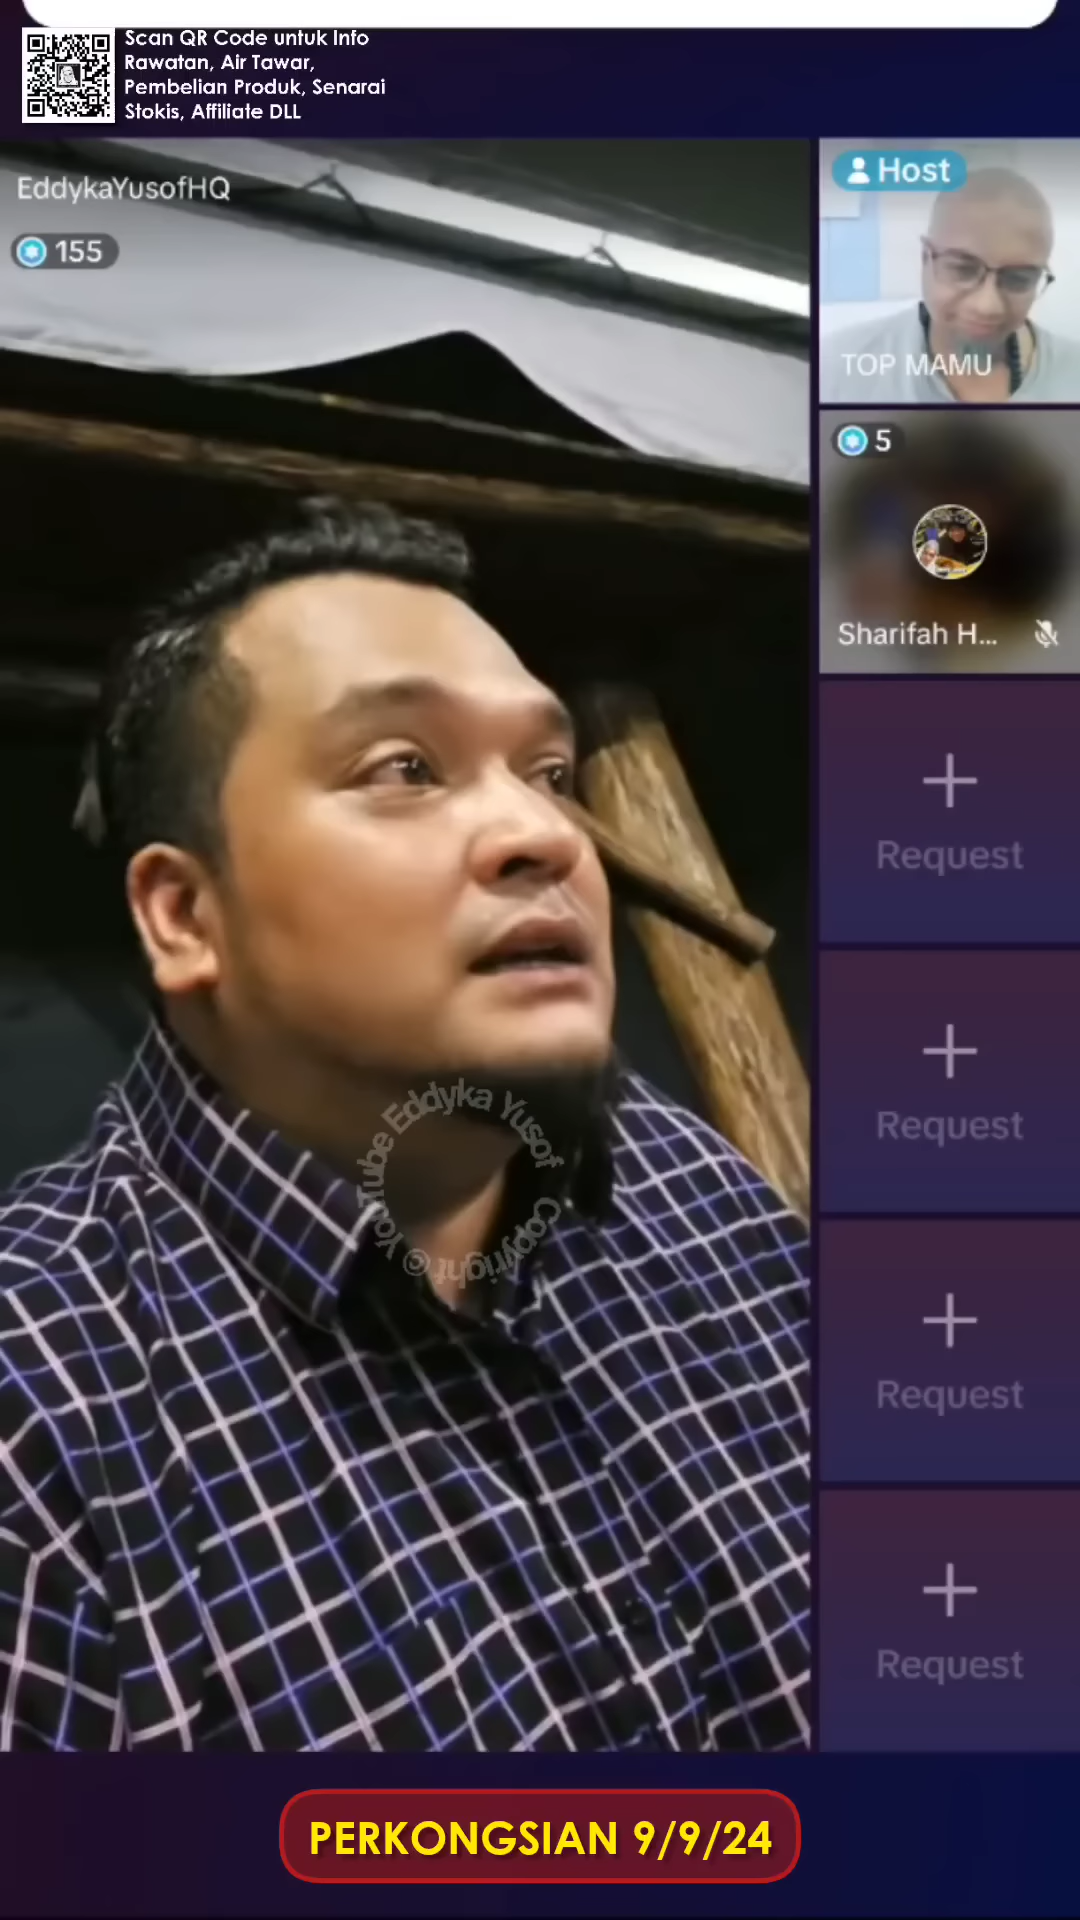 Scan QR Code untuk Info
Rawatan, Air Tawar,
Pembelian Produk, Senarai
Stokis, Affiliate DLL
EddykaYusofHQ
155
Host
TOP MAMU
5
Sharifah H...
Request
Request
Request
Request
YouTube Eddyka Yusof
Copyright ©
PERKONGSIAN 9/9/24